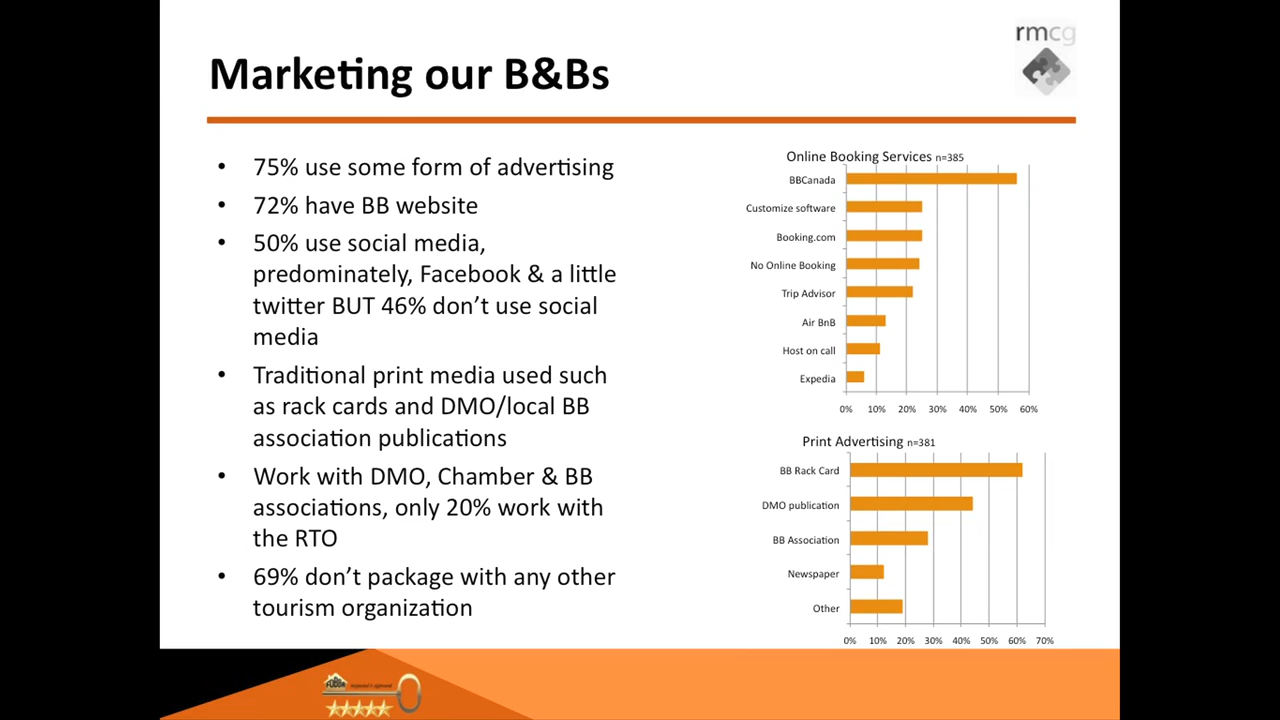 rmcg
Marketing our B&Bs
• 75% use some form of advertising
• 72% have BB website
• 50% use social media,
predominately, Facebook & a little
twitter BUT 46% don’t use social
media
• Traditional print media used such
as rack cards and DMO/local BB
association publications
• Work with DMO, Chamber & BB
associations, only 20% work with
the RTO
• 69% don’t package with any other
tourism organization
Online Booking Services n=385
BBCanada
Customize software
Booking.com
No Online Booking
Trip Advisor
Air BnB
Host on call
Expedia
0% 10% 20% 30% 40% 50% 60%
Print Advertising n=381
BB Rack Card
DMO publication
BB Association
Newspaper
Other
0% 10% 20% 30% 40% 50% 60% 70%